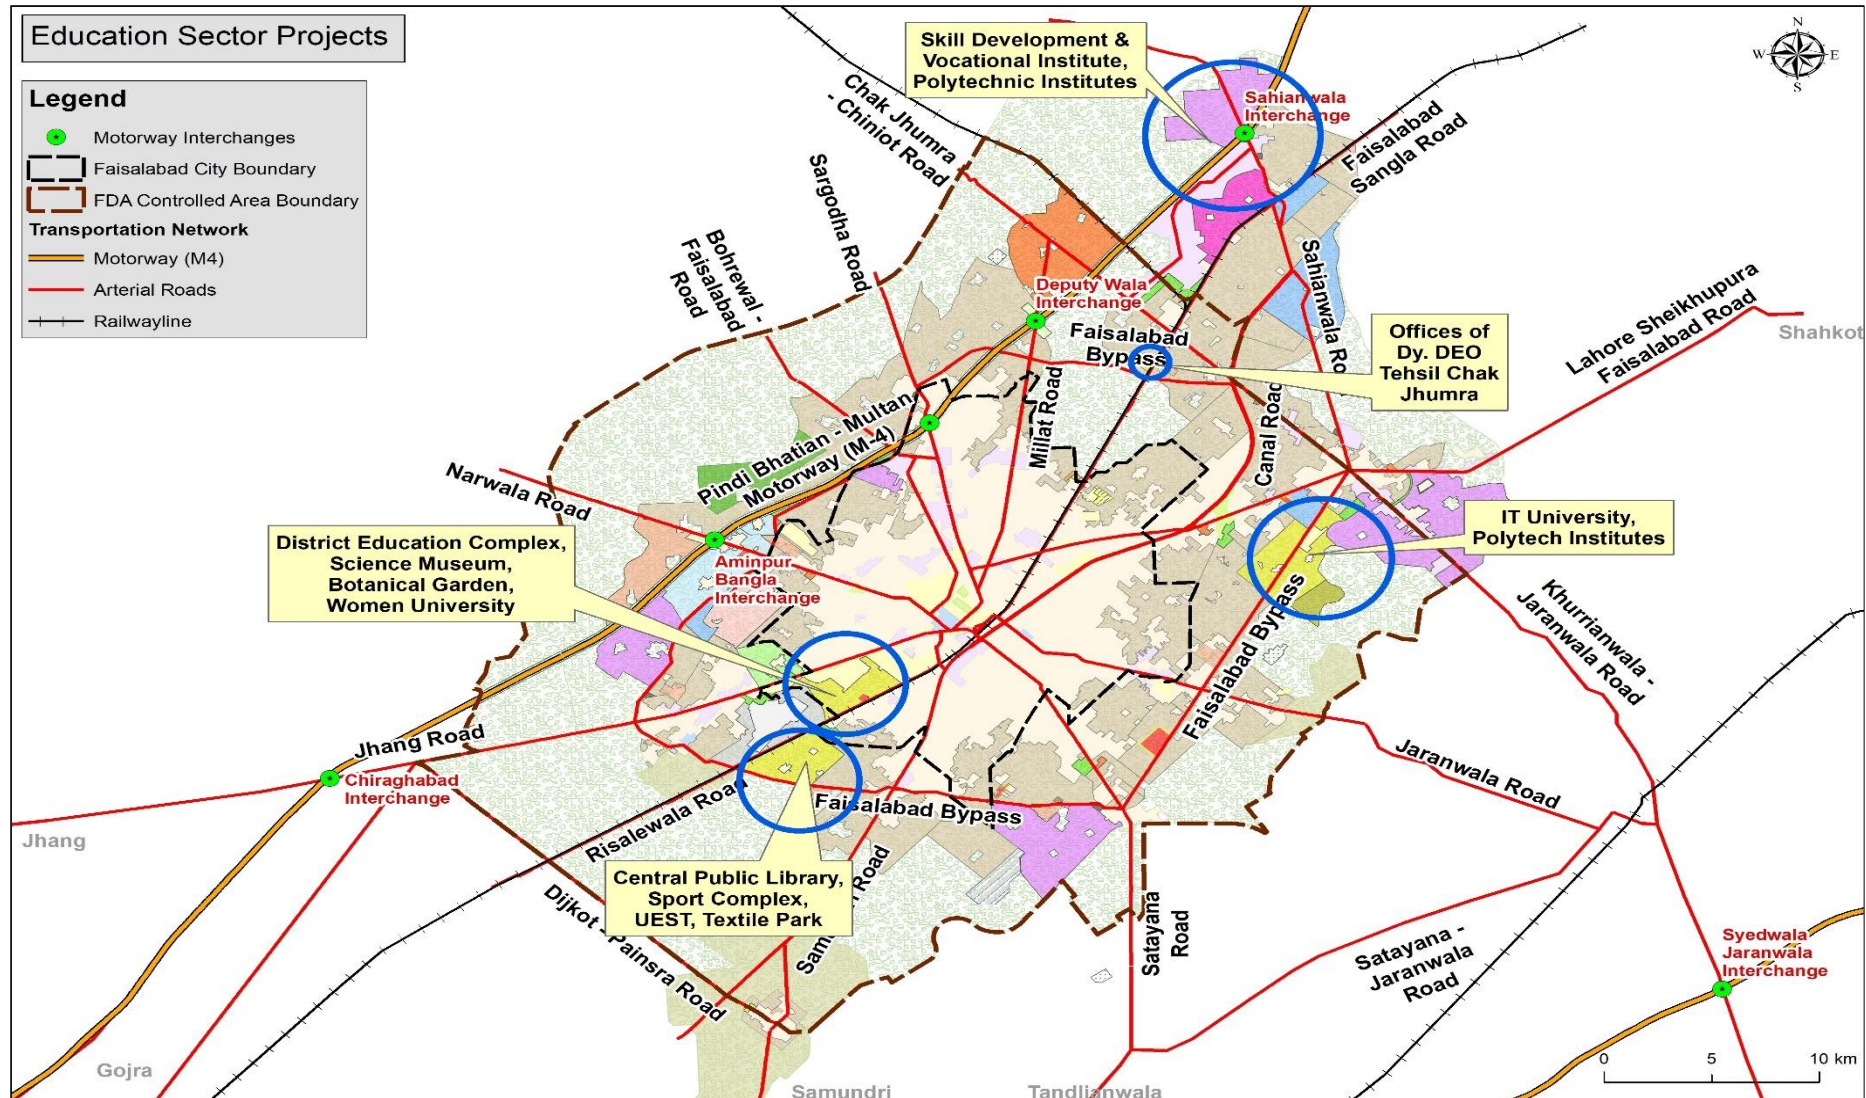 Education Sector Projects
Legend
Motorway Interchanges
Faisalabad City Boundary
FDA Controlled Area Boundary
Transportation Network
Motorway (M4)
Arterial Roads
Railwayline
Skill Development &
Vocational Institute,
Polytechnic Institutes
N
W
E
S
Sahianwala
Interchange
Chak Jhumra
- Chiniot Road
Faisalabad
Sangla Road
Sargodha Road
Bohrewal -
Faisalabad
Road
Sahianwala Ro
Deputy Wala
Interchange
Lahore Sheikhupura
Faisalabad Road
Shahkot
Faisalabad
Bypass
Offices of
Dy. DEO
Tehsil Chak
Jhumra
Pindi Bhatian - Multan
Motorway (M-4)
Millat Road
Canal Road
Narwala Road
IT University,
Polytech Institutes
District Education Complex,
Science Museum,
Botanical Garden,
Women University
Aminpur
Bangla
Interchange
Khurrianwala -
Jaranwala Road
Faisalabad Bypass
Jhang Road
Chiraghabad
Interchange
Jaranwala Road
Jhang
Risalewala Road
Faisalabad Bypass
Central Public Library,
Sport Complex,
UEST, Textile Park
Sam
Road
Dijkot - Painsra Road
Satayana
Road
Satayana -
Jaranwala
Road
Syedwala
Jaranwala
Interchange
Gojra
Samundri
Tandlianwala
0 5 10 km